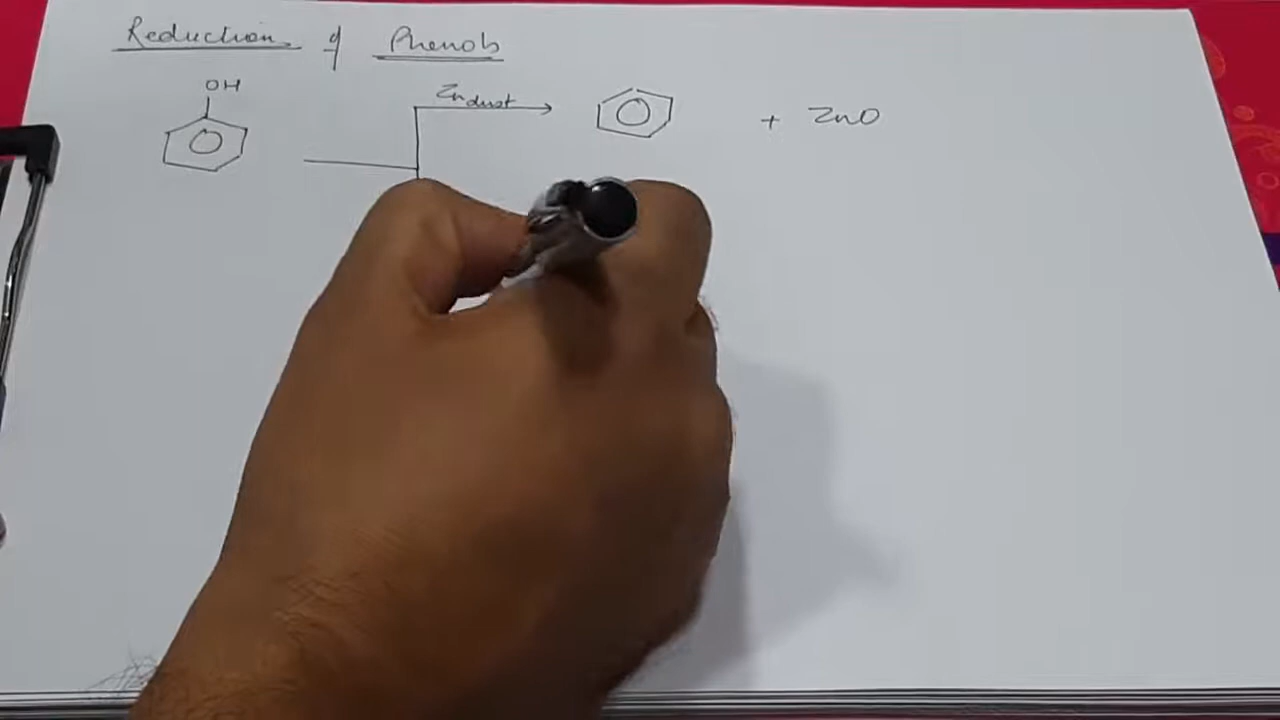 Reduction of Phenols
OH
Zn dust
+ ZnO